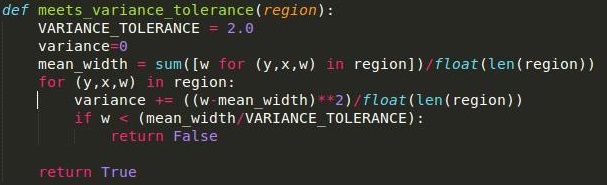 def meets_variance_tolerance(region):
    VARIANCE_TOLERANCE = 2.0
    variance=0
    mean_width = sum([w for (y,x,w) in region])/float(len(region))
    for (y,x,w) in region:
        variance += ((w-mean_width)**2)/float(len(region))
        if w < (mean_width/VARIANCE_TOLERANCE):
            return False
    return True